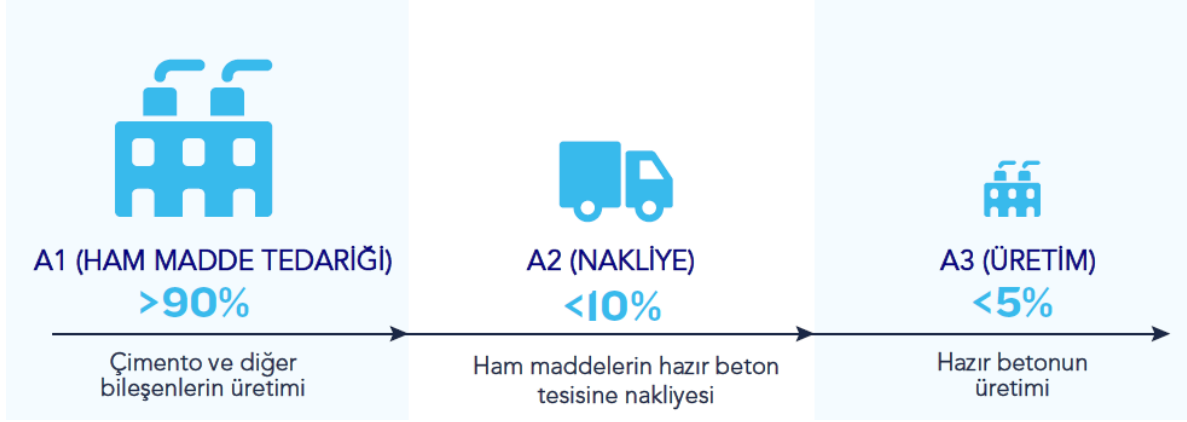 A1 (HAM MADDE TEDARİĞİ)
>90%
Çimento ve diğer
bileşenlerin üretimi
A2 (NAKLİYE)
<10%
Ham maddelerin hazır beton
tesisine nakliyesi
A3 (ÜRETİM)
<5%
Hazır betonun
üretimi